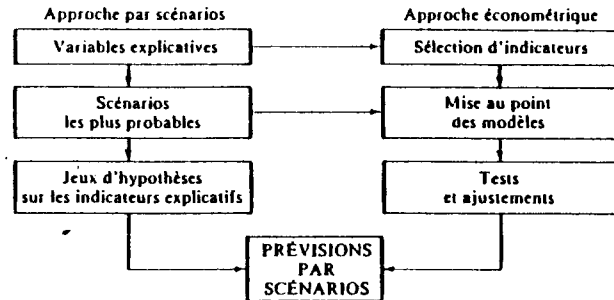 Approche par scénarios
Approche économétrique
Variables explicatives
Sélection d'indicateurs
Scénarios
les plus probables
Mise au point
des modèles
Jeux d'hypothèses
sur les indicateurs explicatifs
Tests
et ajustements
PRÉVISIONS
PAR
SCÉNARIOS